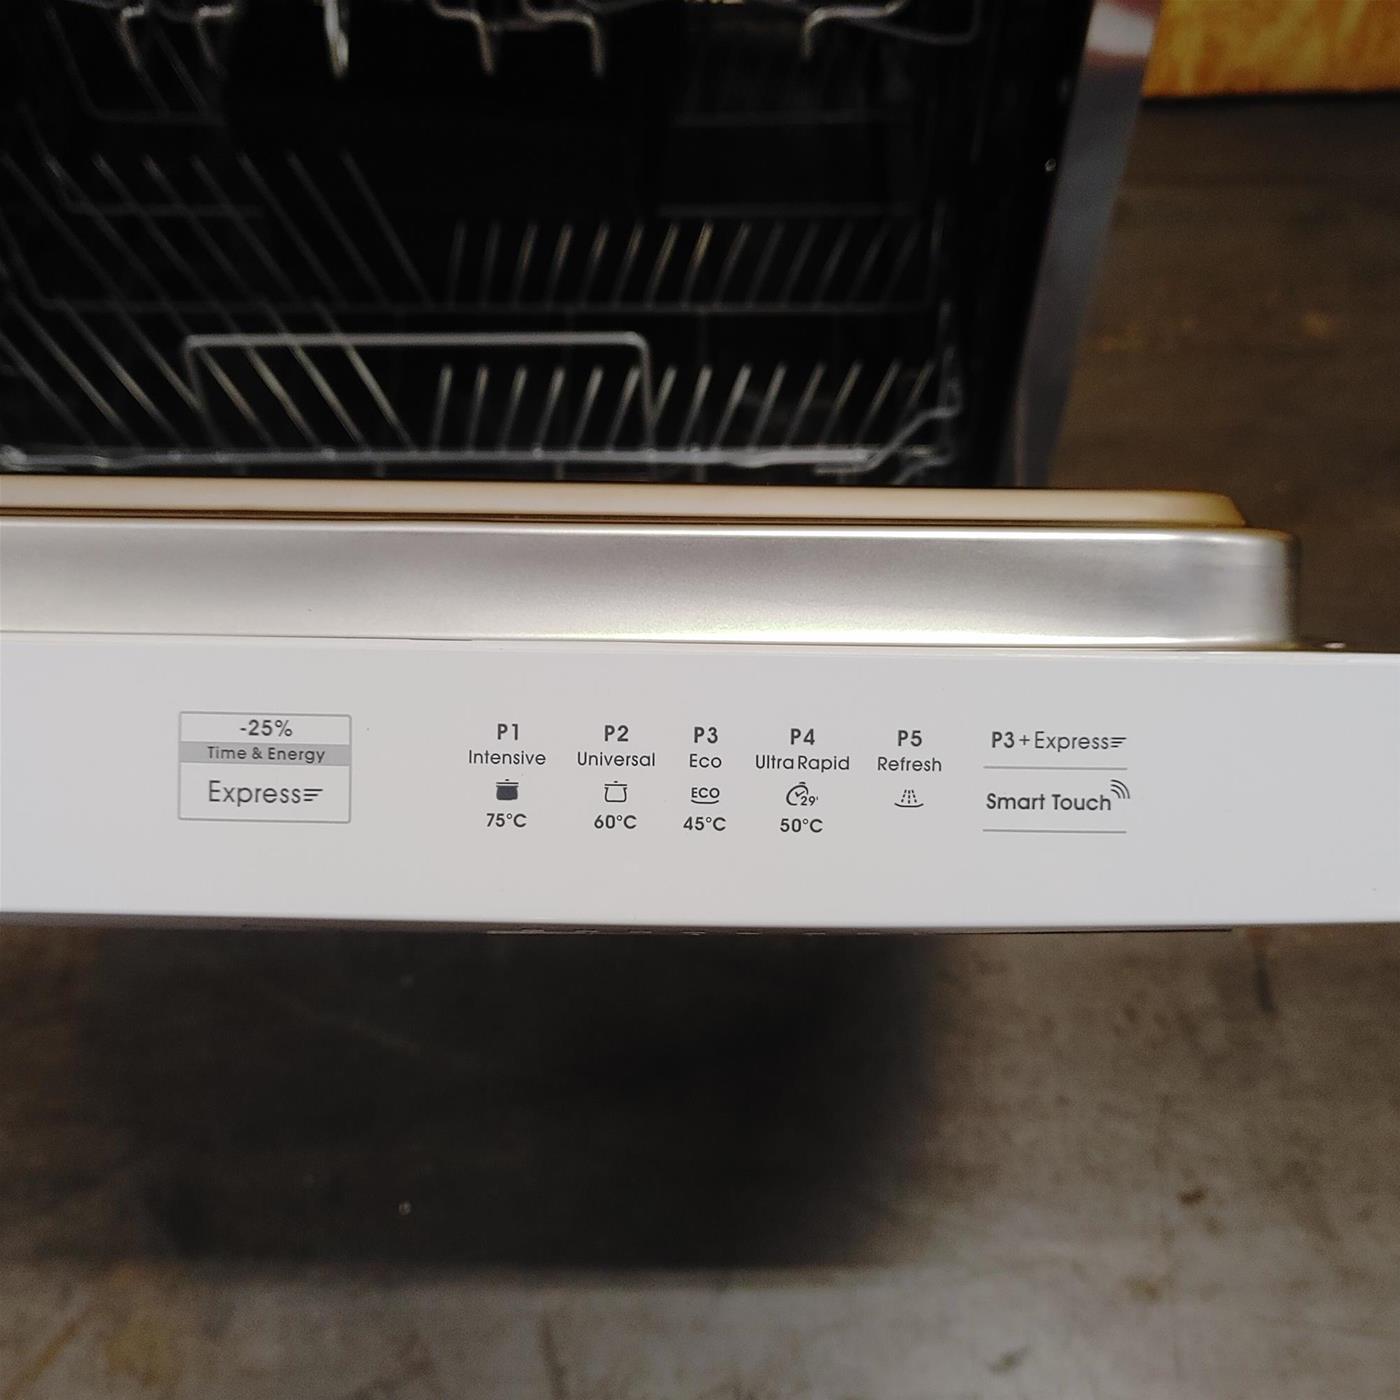 -25%
Time & Energy
Express
P1
Intensive
75°C
P2
Universal
60°C
P3
Eco
ECO
45°C
P4
Ultra Rapid
29'
50°C
P5
Refresh
P3+Express
Smart Touch